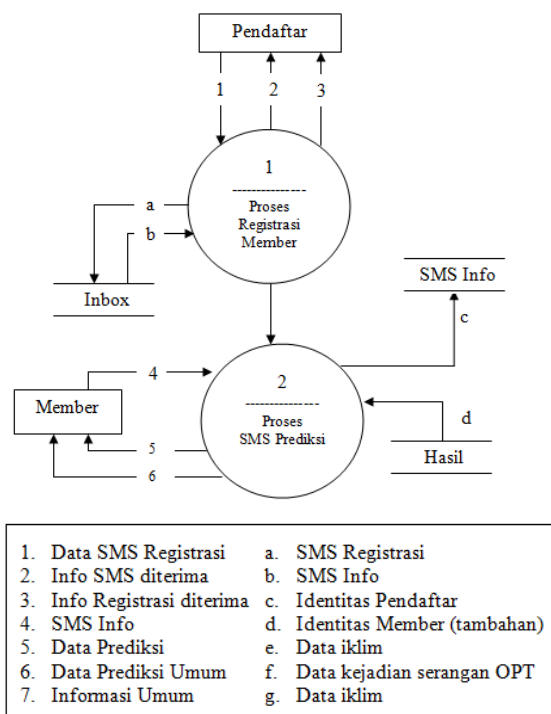 Pendaftar
1 2 3
1
---------------
Proses
Registrasi
Member
a
b
Inbox
SMS Info
c
4
2
---------------
Proses
SMS Prediksi
Member
5
6
d
Hasil
1. Data SMS Registrasi a. SMS Registrasi
2. Info SMS diterima b. SMS Info
3. Info Registrasi diterima c. Identitas Pendaftar
4. SMS Info d. Identitas Member (tambahan)
5. Data Prediksi e. Data iklim
6. Data Prediksi Umum f. Data kejadian serangan OPT
7. Informasi Umum g. Data iklim